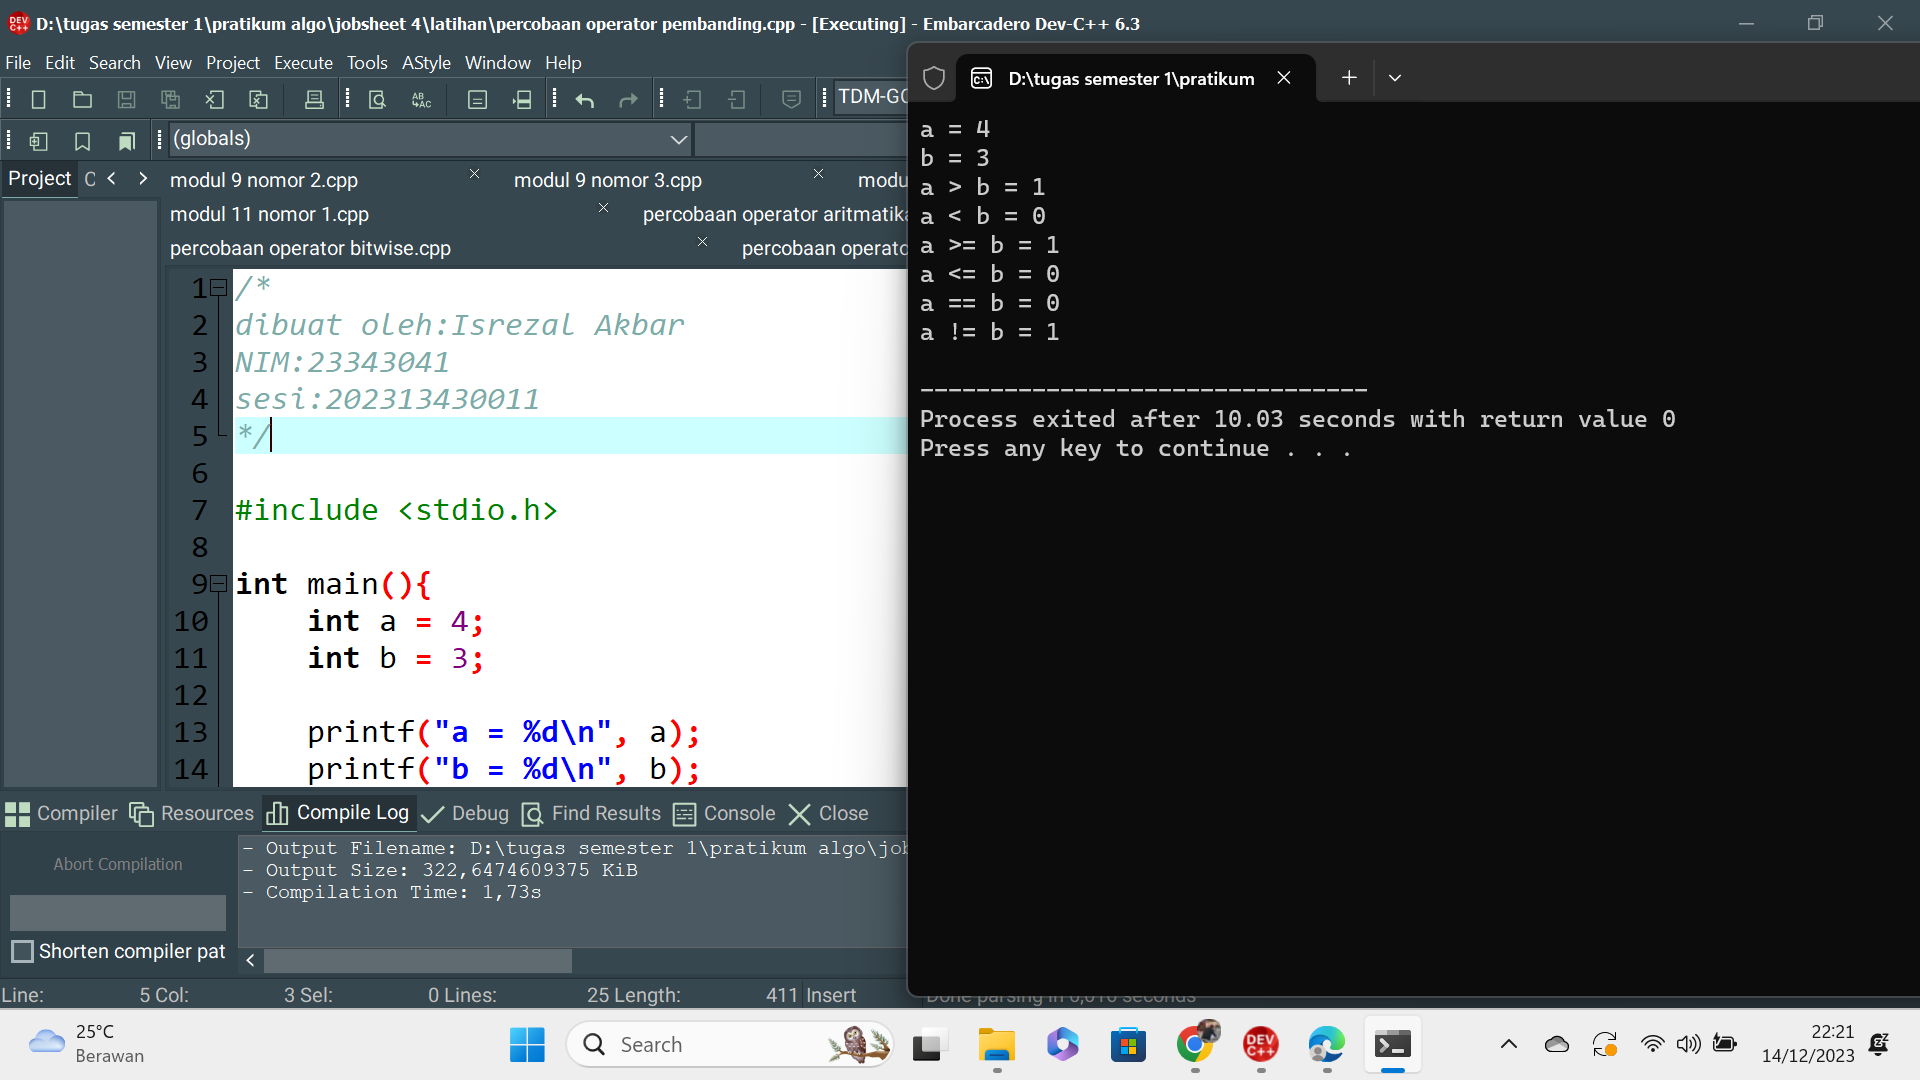 D:\tugas semester 1\pratikum algo\jobsheet 4\latihan\percobaan operator pembanding.cpp - [Executing] - Embarcadero Dev-C++ 6.3
File Edit Search View Project Execute Tools AStyle Window Help
TDM-GC
(globals)
Project
modul 9 nomor 2.cpp
modul 9 nomor 3.cpp
modu
modul 11 nomor 1.cpp
percobaan operator aritmatika
percobaan operator bitwise.cpp
percobaan operato
1 /*
2 dibuat oleh:Isrezal Akbar
3 NIM:23343041
4 sesi:202313430011
5 */
6
7 #include <stdio.h>
8
9 int main(){
10 int a = 4;
11 int b = 3;
12
13 printf("a = %d\n", a);
14 printf("b = %d\n", b);
Compiler Resources Compile Log Debug Find Results Console Close
Abort Compilation
Shorten compiler pat
- Output Filename: D:\tugas semester 1\pratikum algo\job
- Output Size: 322,6474609375 KiB
- Compilation Time: 1,73s
Line: 5 Col: 3 Sel: 0 Lines: 25 Length: 411 Insert
D:\tugas semester 1\pratikum
a = 4
b = 3
a > b = 1
a < b = 0
a >= b = 1
a <= b = 0
a == b = 0
a != b = 1
--------------------------------
Process exited after 10.03 seconds with return value 0
Press any key to continue . . .
25°C
Berawan
Search
DEV
C++
22:21
14/12/2023